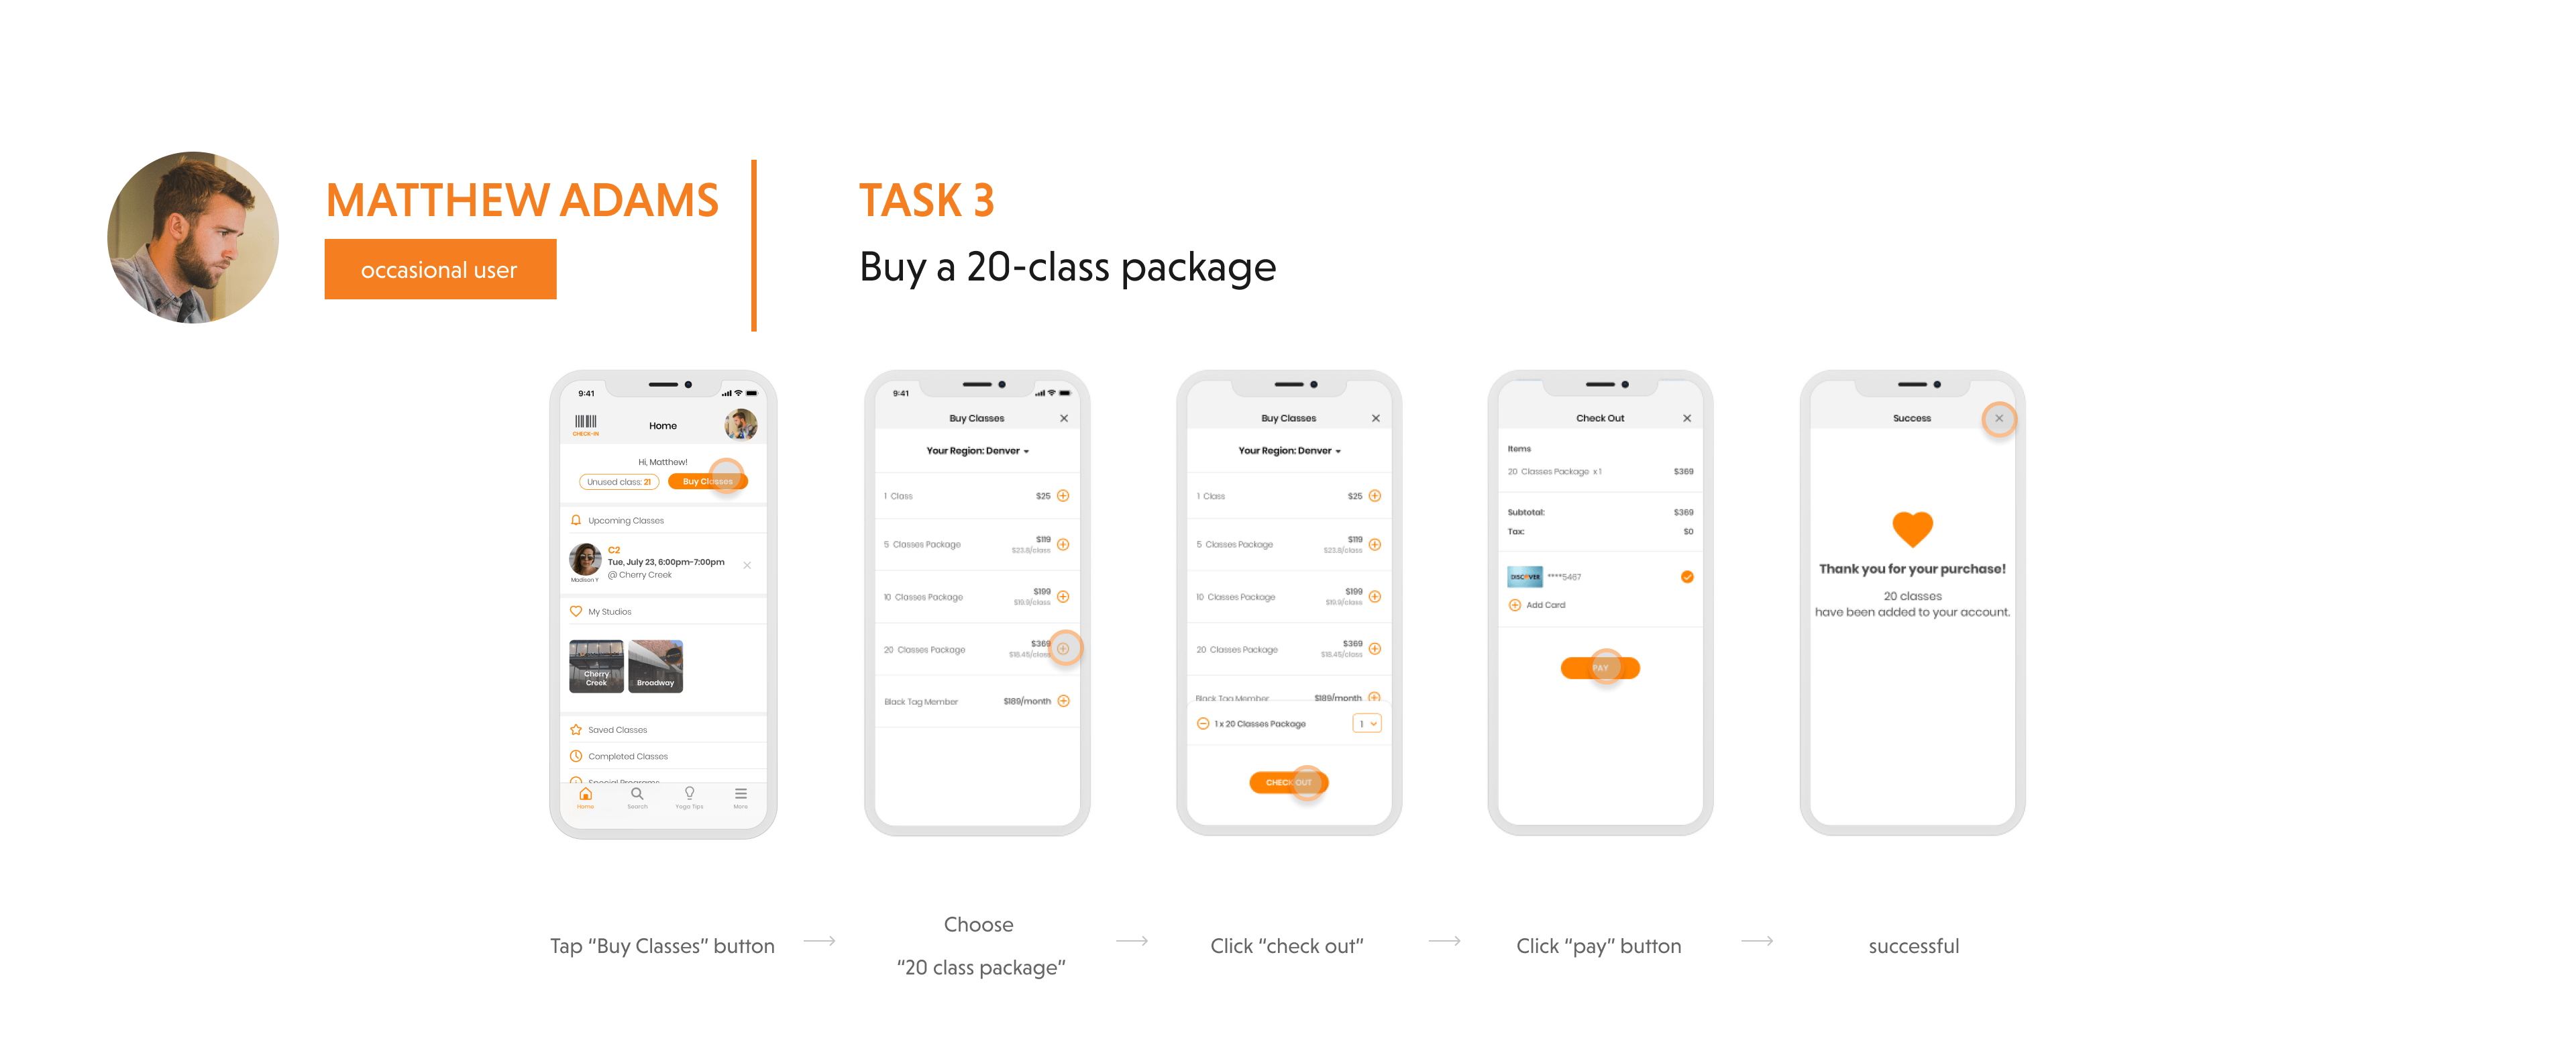 MATTHEW ADAMS
occasional user
TASK 3
Buy a 20-class package
9:41
CHECK-IN
Home
Hi, Matthew!
Unused class: 21
Buy Classes
Upcoming Classes
C2
Tue, July 23, 6:00pm-7:00pm
@ Cherry Creek
Madison Y
My Studios
Cherry
Creek
Broadway
Saved Classes
Completed Classes
Special Programs
Home
Search
Yoga Tips
More
9:41
Buy Classes
Your Region: Denver
1 Class
$25
5 Classes Package
$119
$23.8/class
10 Classes Package
$199
$19.9/class
20 Classes Package
$369
$18.45/class
Black Tag Member
$189/month
Buy Classes
Your Region: Denver
1 Class
$25
5 Classes Package
$119
$23.8/class
10 Classes Package
$199
$19.9/class
20 Classes Package
$369
$18.45/class
Black Tag Member
$189/month
1 x 20 Classes Package
1
CHECK OUT
Check Out
Items
20 Classes Package x 1
$369
Subtotal:
$369
Tax:
$0
DISCOVER
****5467
Add Card
PAY
Success
Thank you for your purchase!
20 classes
have been added to your account.
Tap “Buy Classes” button
Choose
“20 class package”
Click “check out”
Click “pay” button
successful